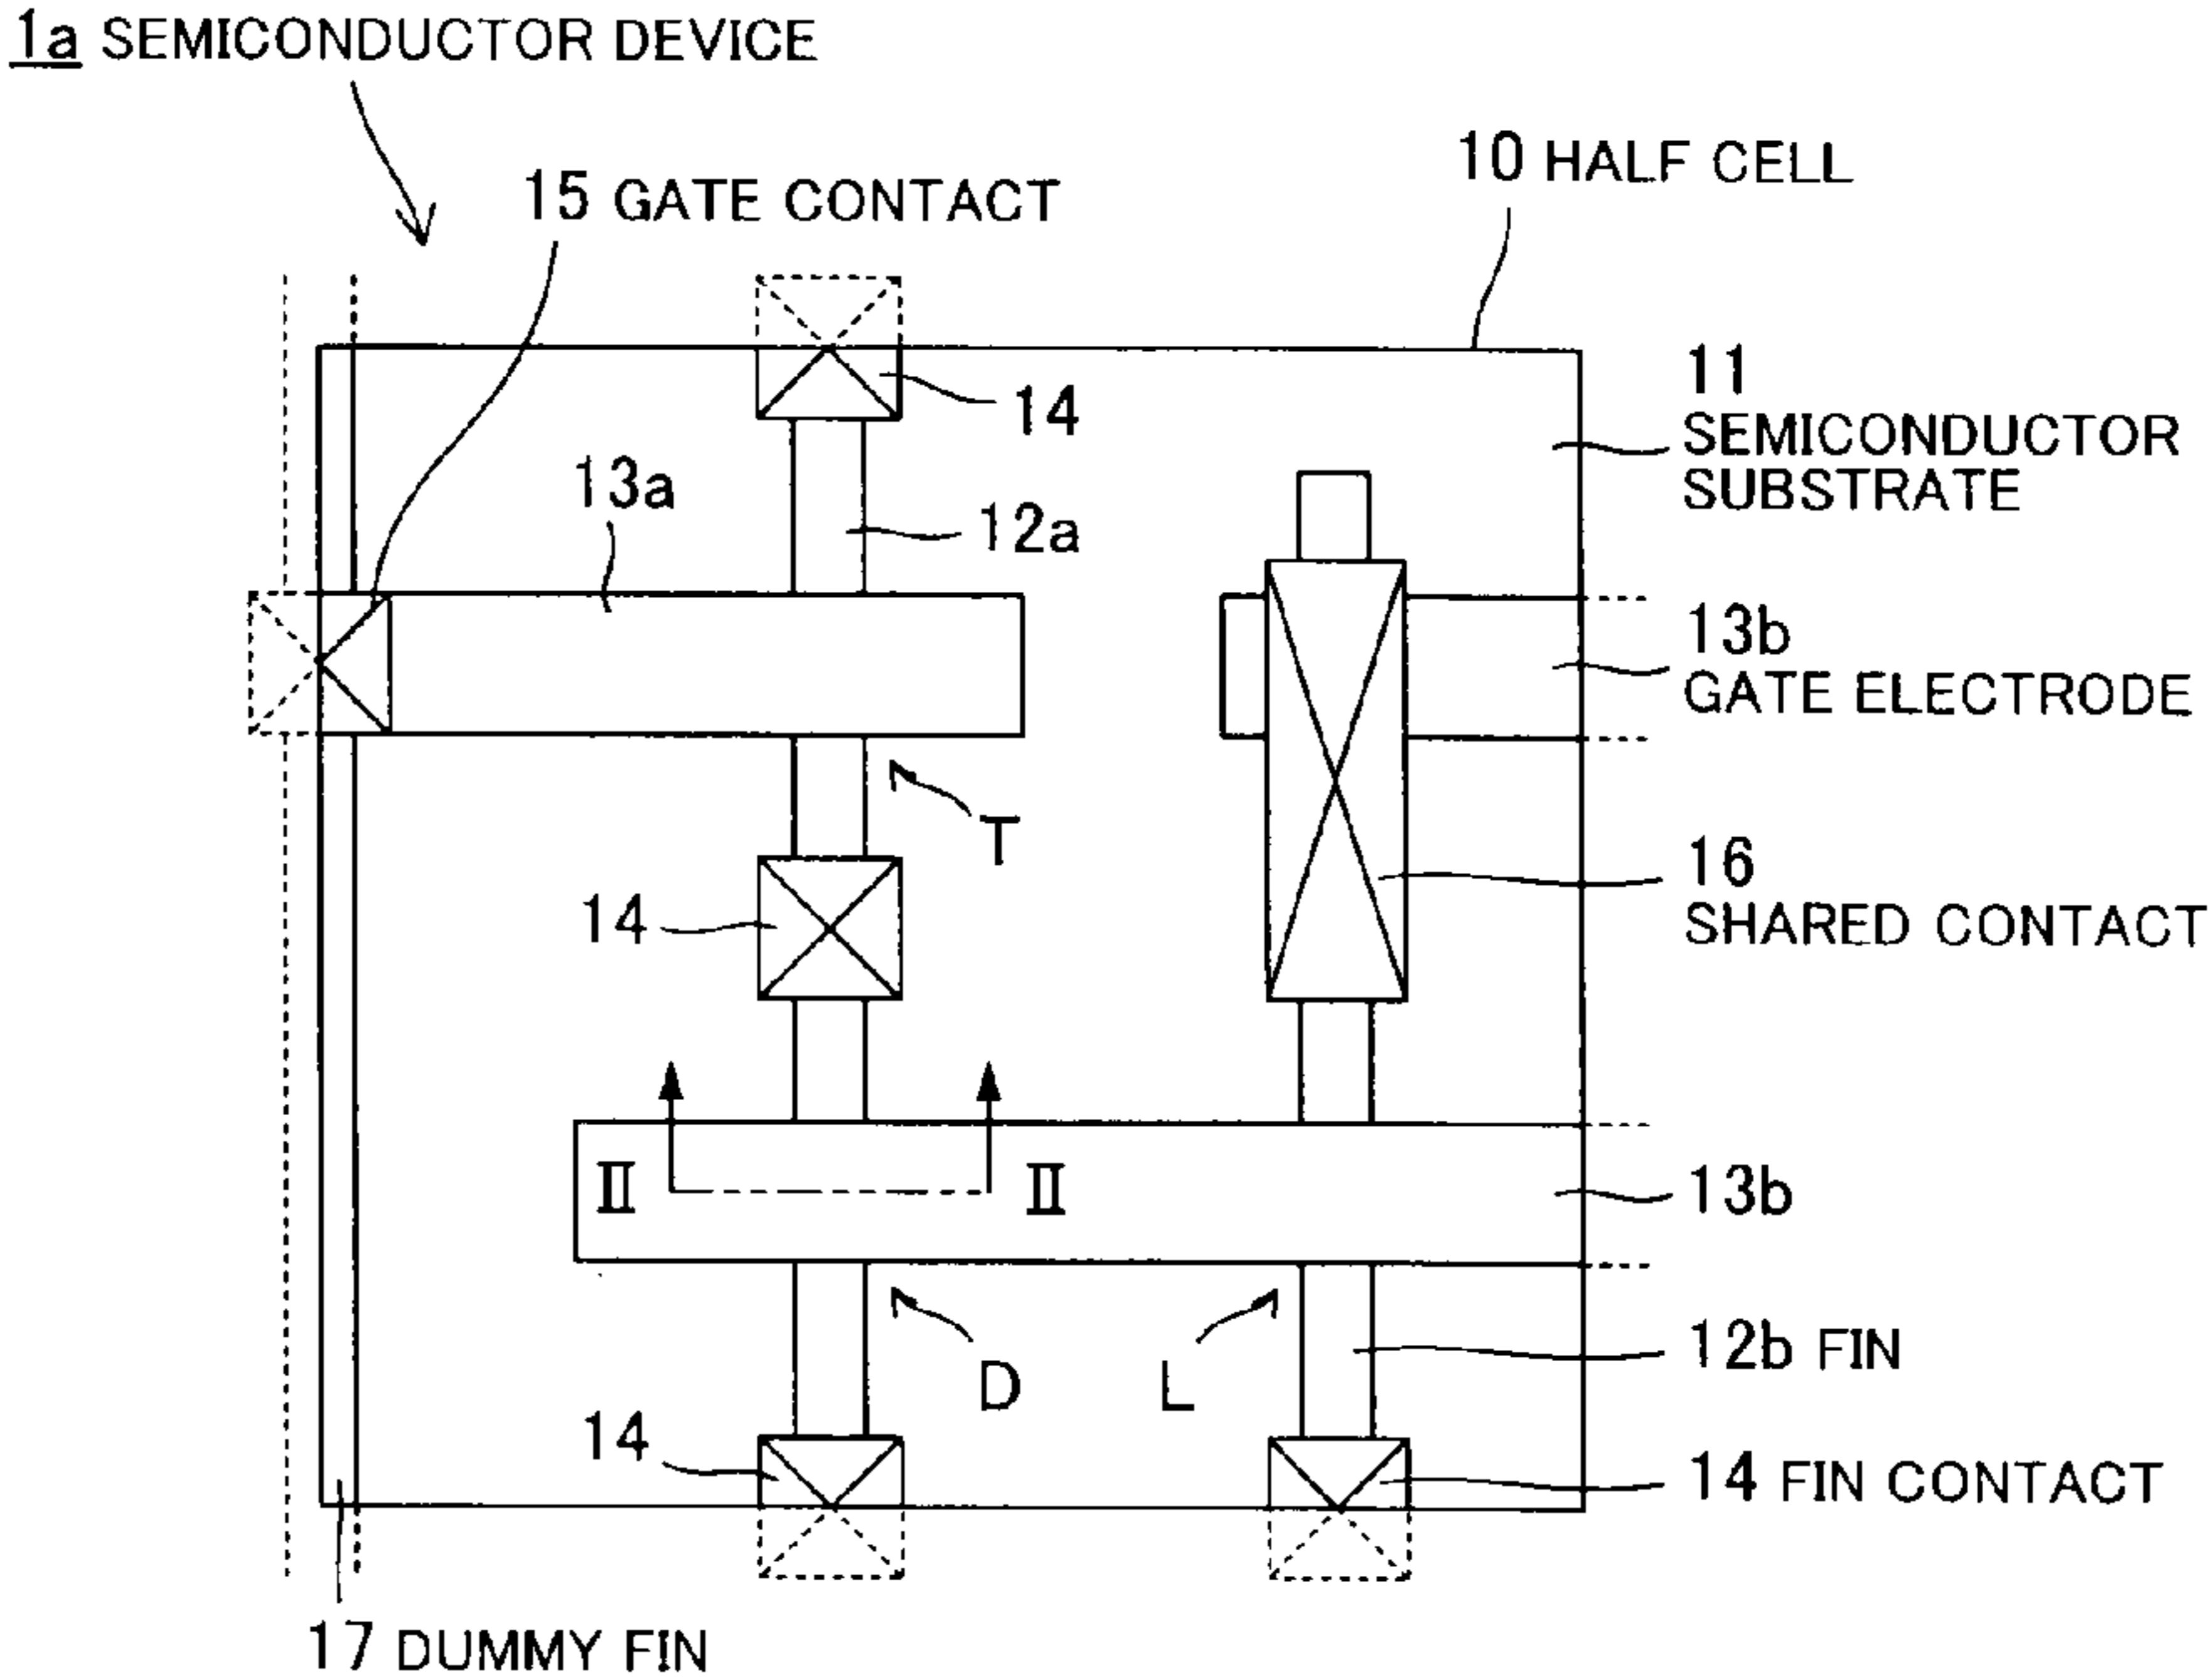 1a SEMICONDUCTOR DEVICE
10 HALF CELL
15 GATE CONTACT
11
SEMICONDUCTOR
SUBSTRATE
14
13a
12a
13b
GATE ELECTRODE
T
16
SHARED CONTACT
14
II
II
13b
12b FIN
D
L
14
14 FIN CONTACT
17 DUMMY FIN